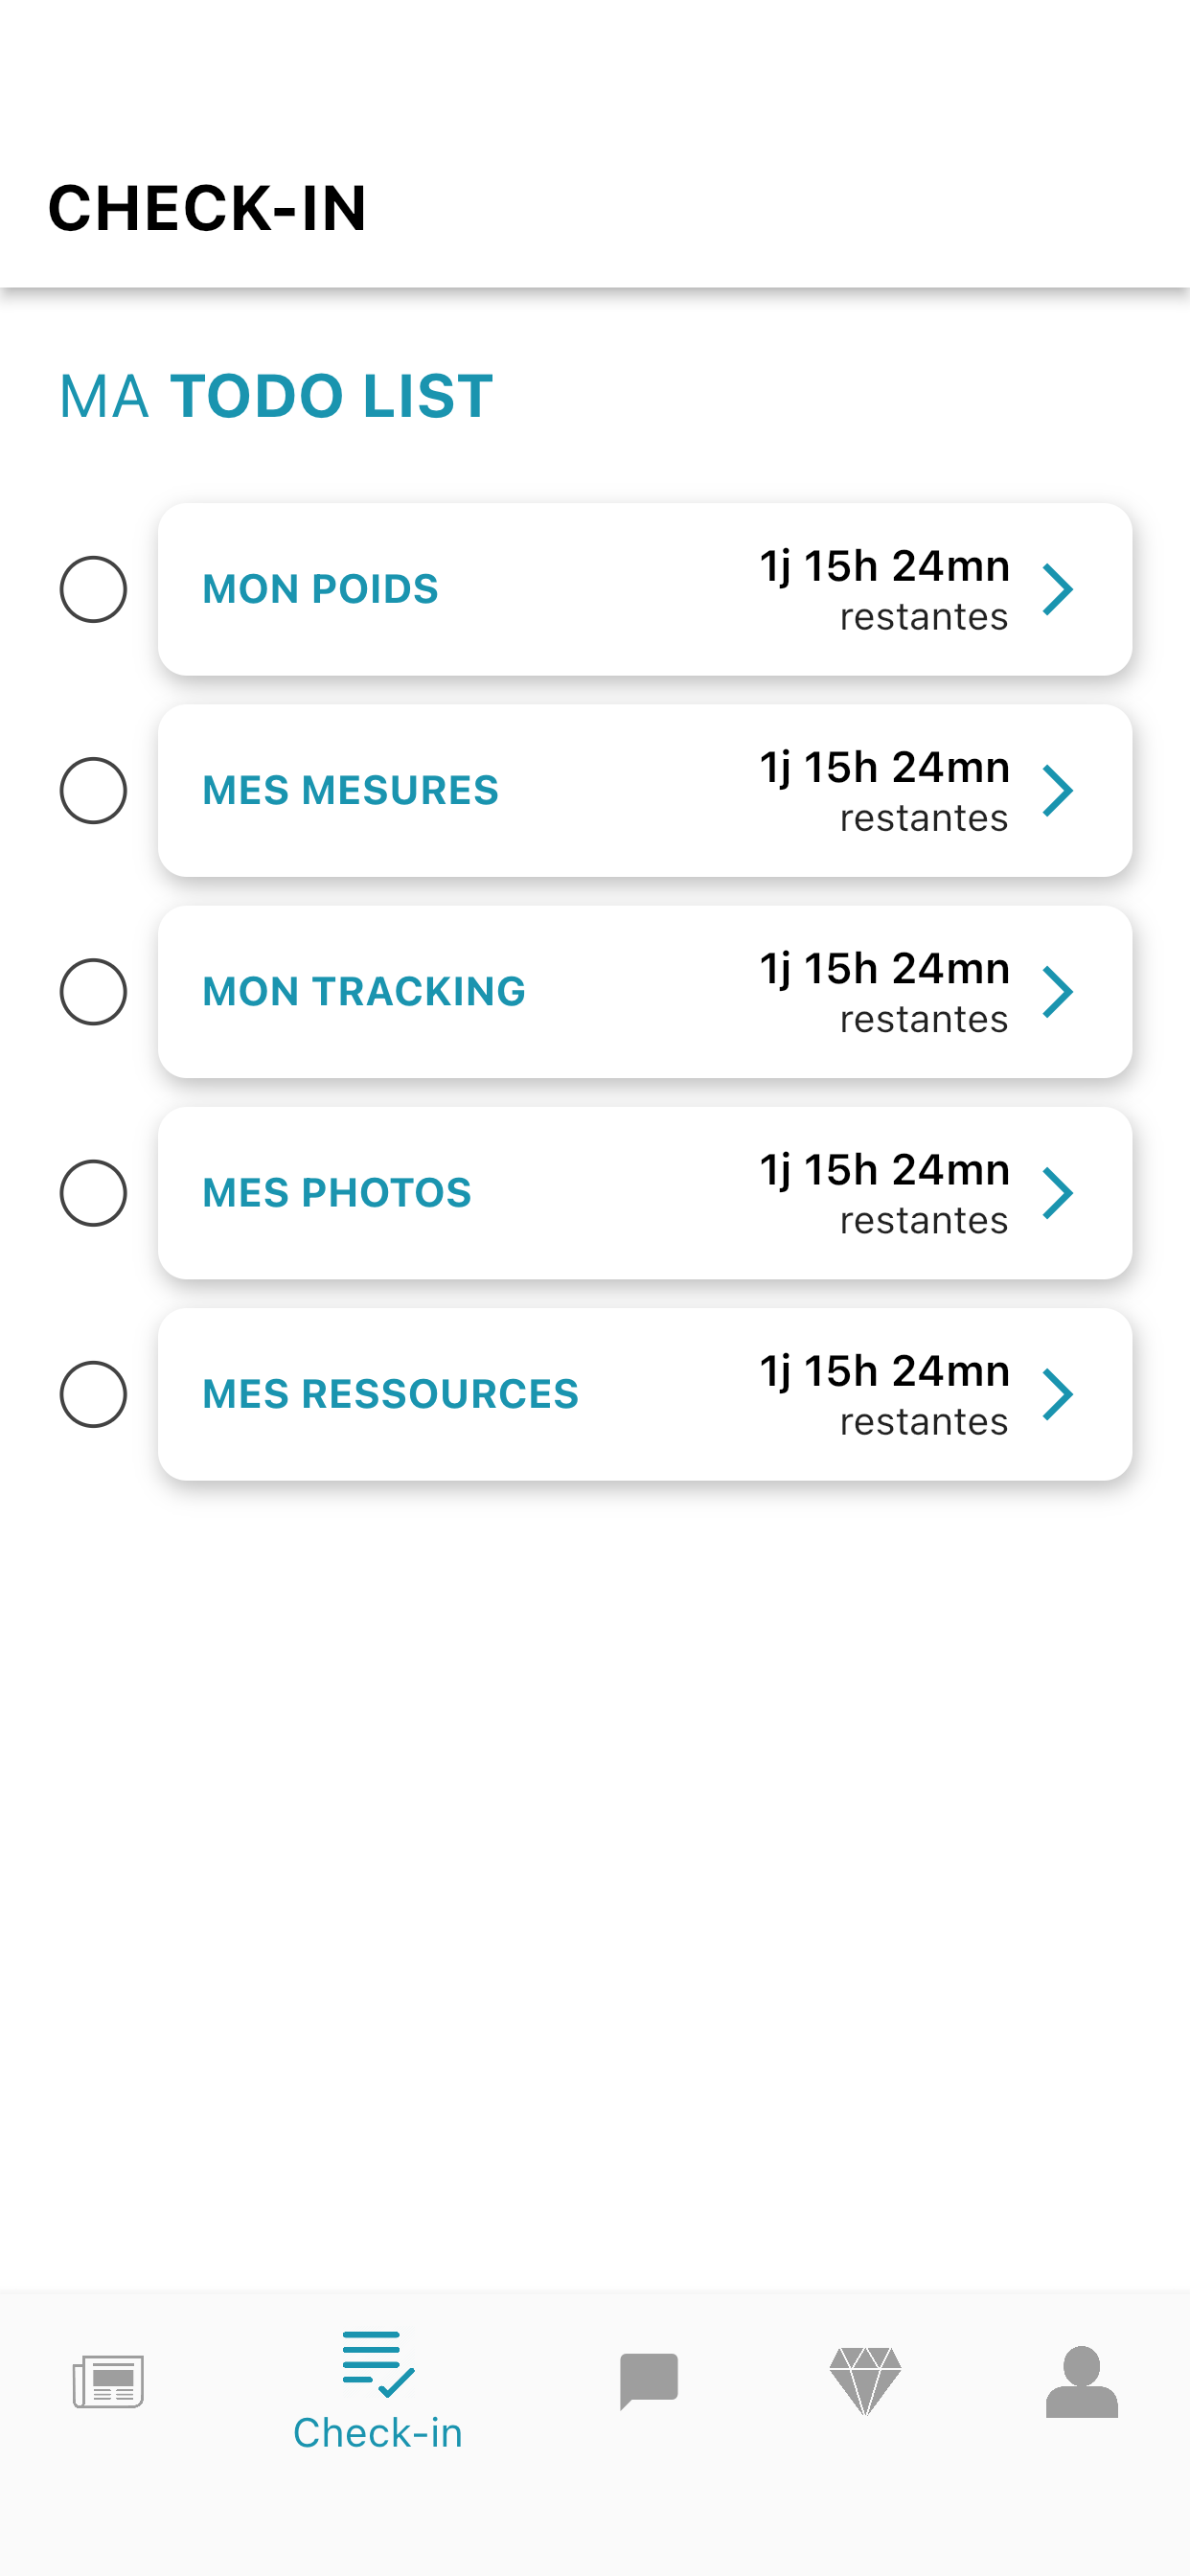 CHECK-IN
MA TODO LIST
MON POIDS
1j 15h 24mn
restantes
MES MESURES
1j 15h 24mn
restantes
MON TRACKING
1j 15h 24mn
restantes
MES PHOTOS
1j 15h 24mn
restantes
MES RESSOURCES
1j 15h 24mn
restantes
Check-in